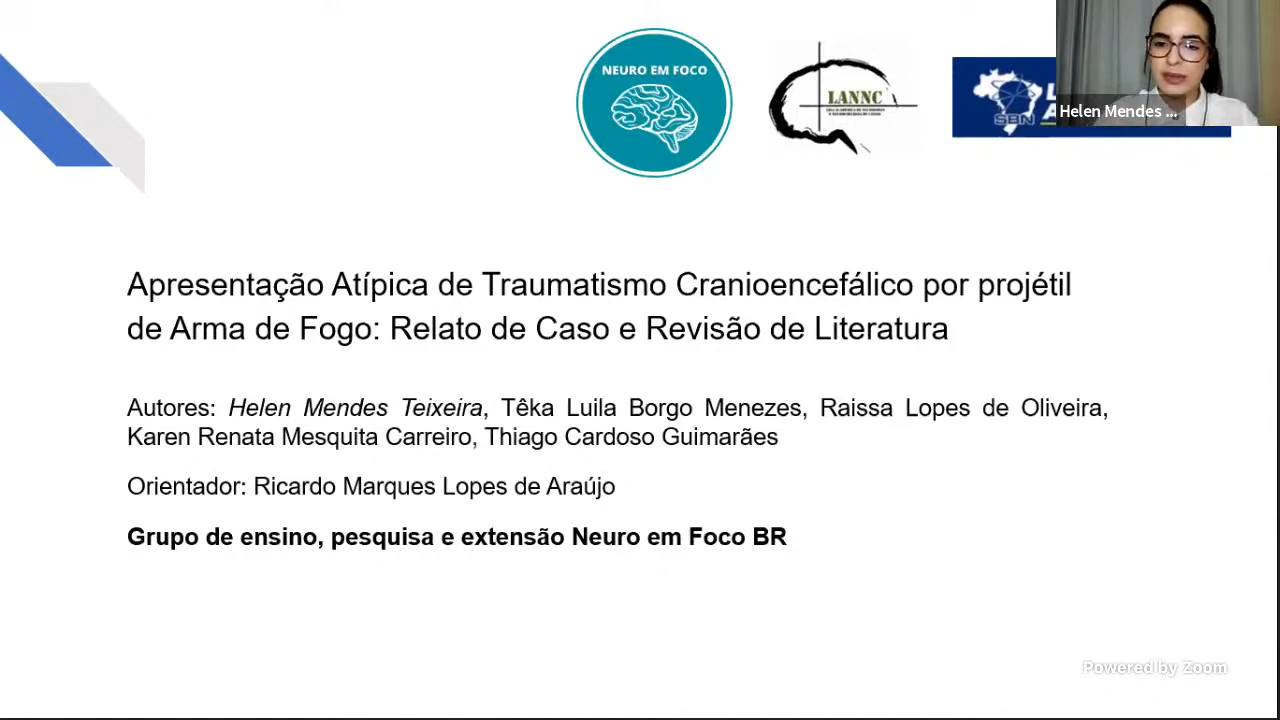 NEURO EM FOCO
LANNC
SBN
Helen Mendes ...
Apresentação Atípica de Traumatismo Cranioencefálico por projétil
de Arma de Fogo: Relato de Caso e Revisão de Literatura
Autores: Helen Mendes Teixeira, Têka Luila Borgo Menezes, Raissa Lopes de Oliveira,
Karen Renata Mesquita Carreiro, Thiago Cardoso Guimarães
Orientador: Ricardo Marques Lopes de Araújo
Grupo de ensino, pesquisa e extensão Neuro em Foco BR
Powered by Zoom